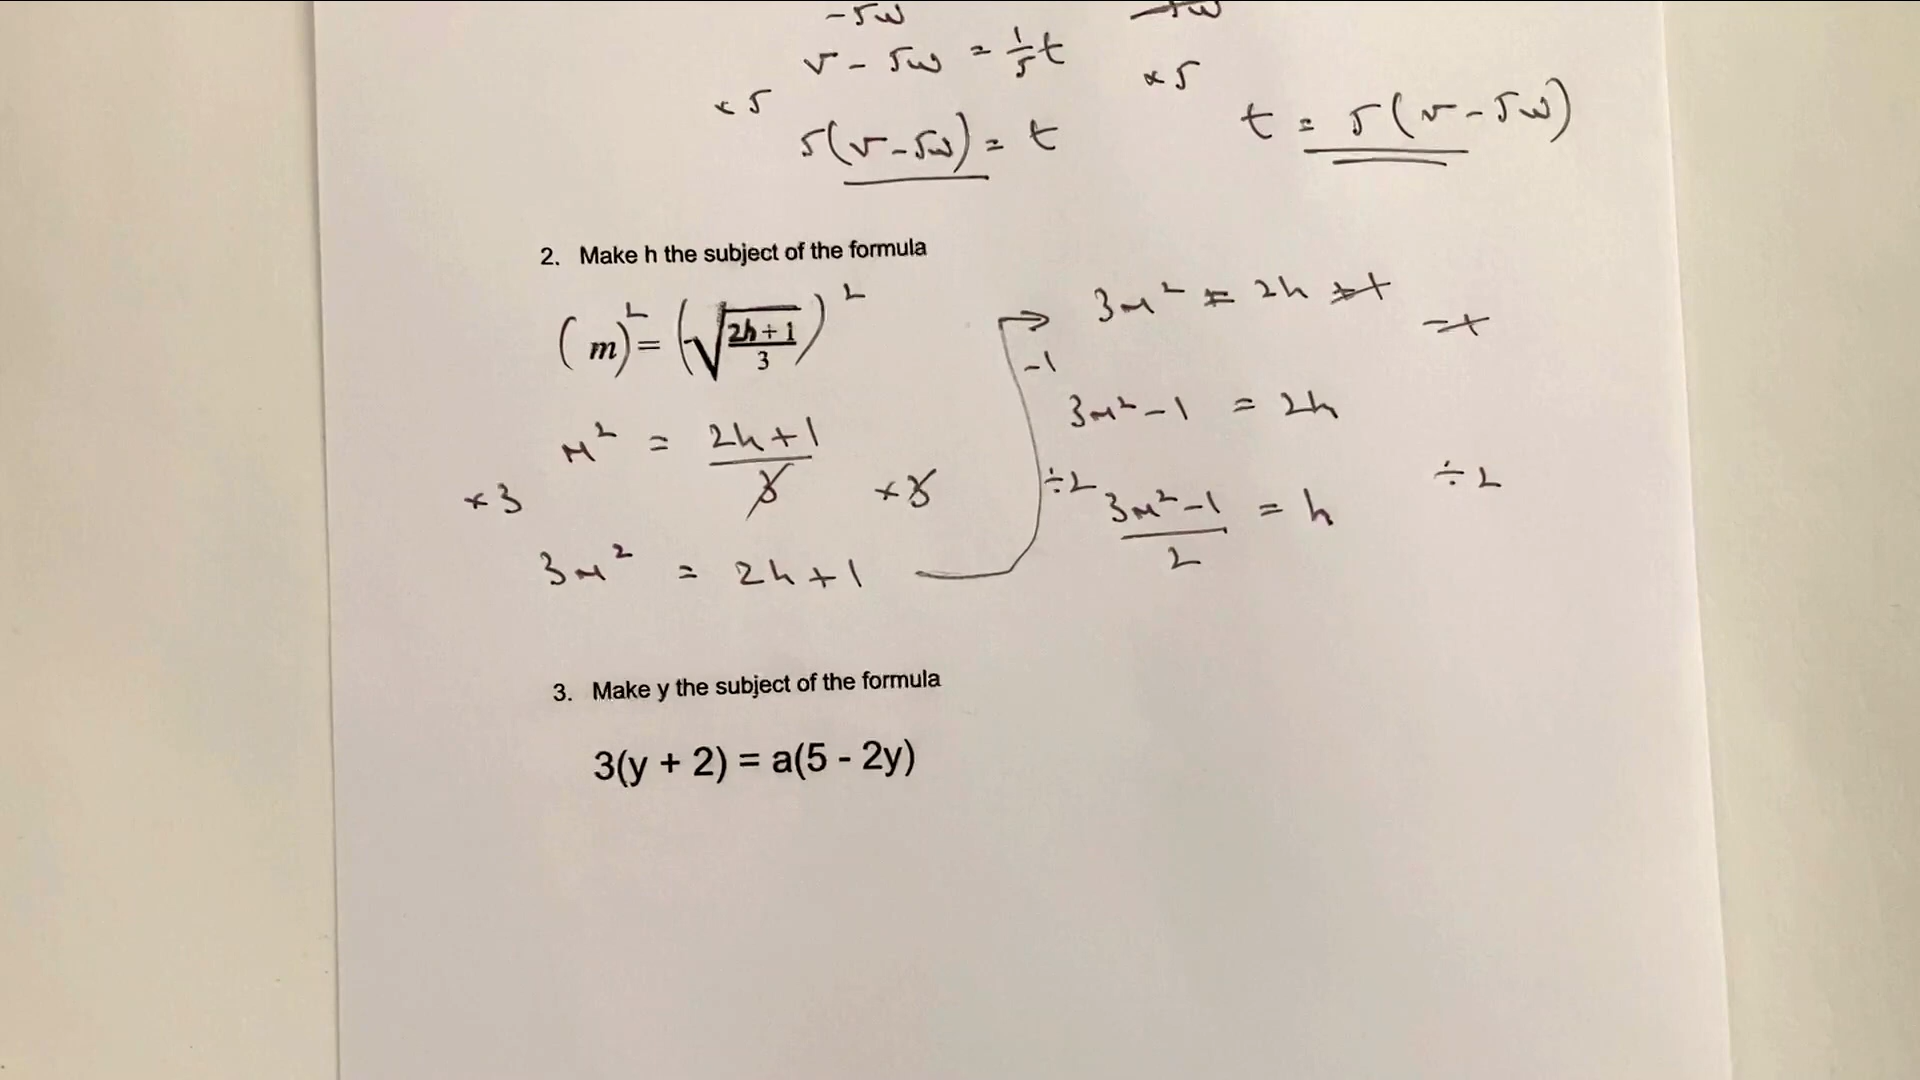 -5w -5w
v - 5w = 1/5 t
×5 ×5
5(v-5w) = t t = 5(v-5w)
2. Make h the subject of the formula
(m)² = (√((2h+1)/3))²
m² = (2h+1)/3
×3 ×3
3m² = 2h+1
3m² = 2h +1
-1 -1
3m²-1 = 2h
÷2 ÷2
(3m²-1)/2 = h
3. Make y the subject of the formula
3(y + 2) = a(5 - 2y)